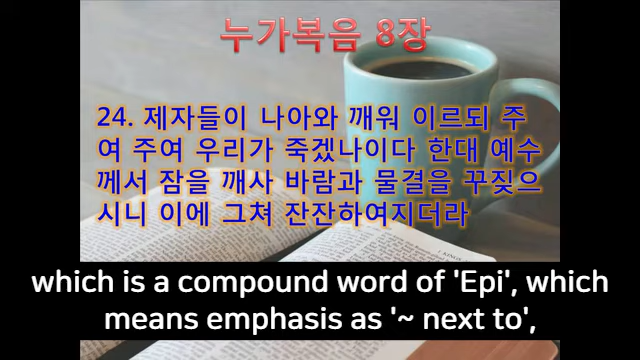 누가복음 8장
24. 제자들이 나아와 깨워 이르되 주
여 주여 우리가 죽겠나이다 한대 예수
께서 잠을 깨사 바람과 물결을 꾸짖으
시니 이에 그쳐 잔잔하여지더라
which is a compound word of 'Epi', which
means emphasis as '~ next to',